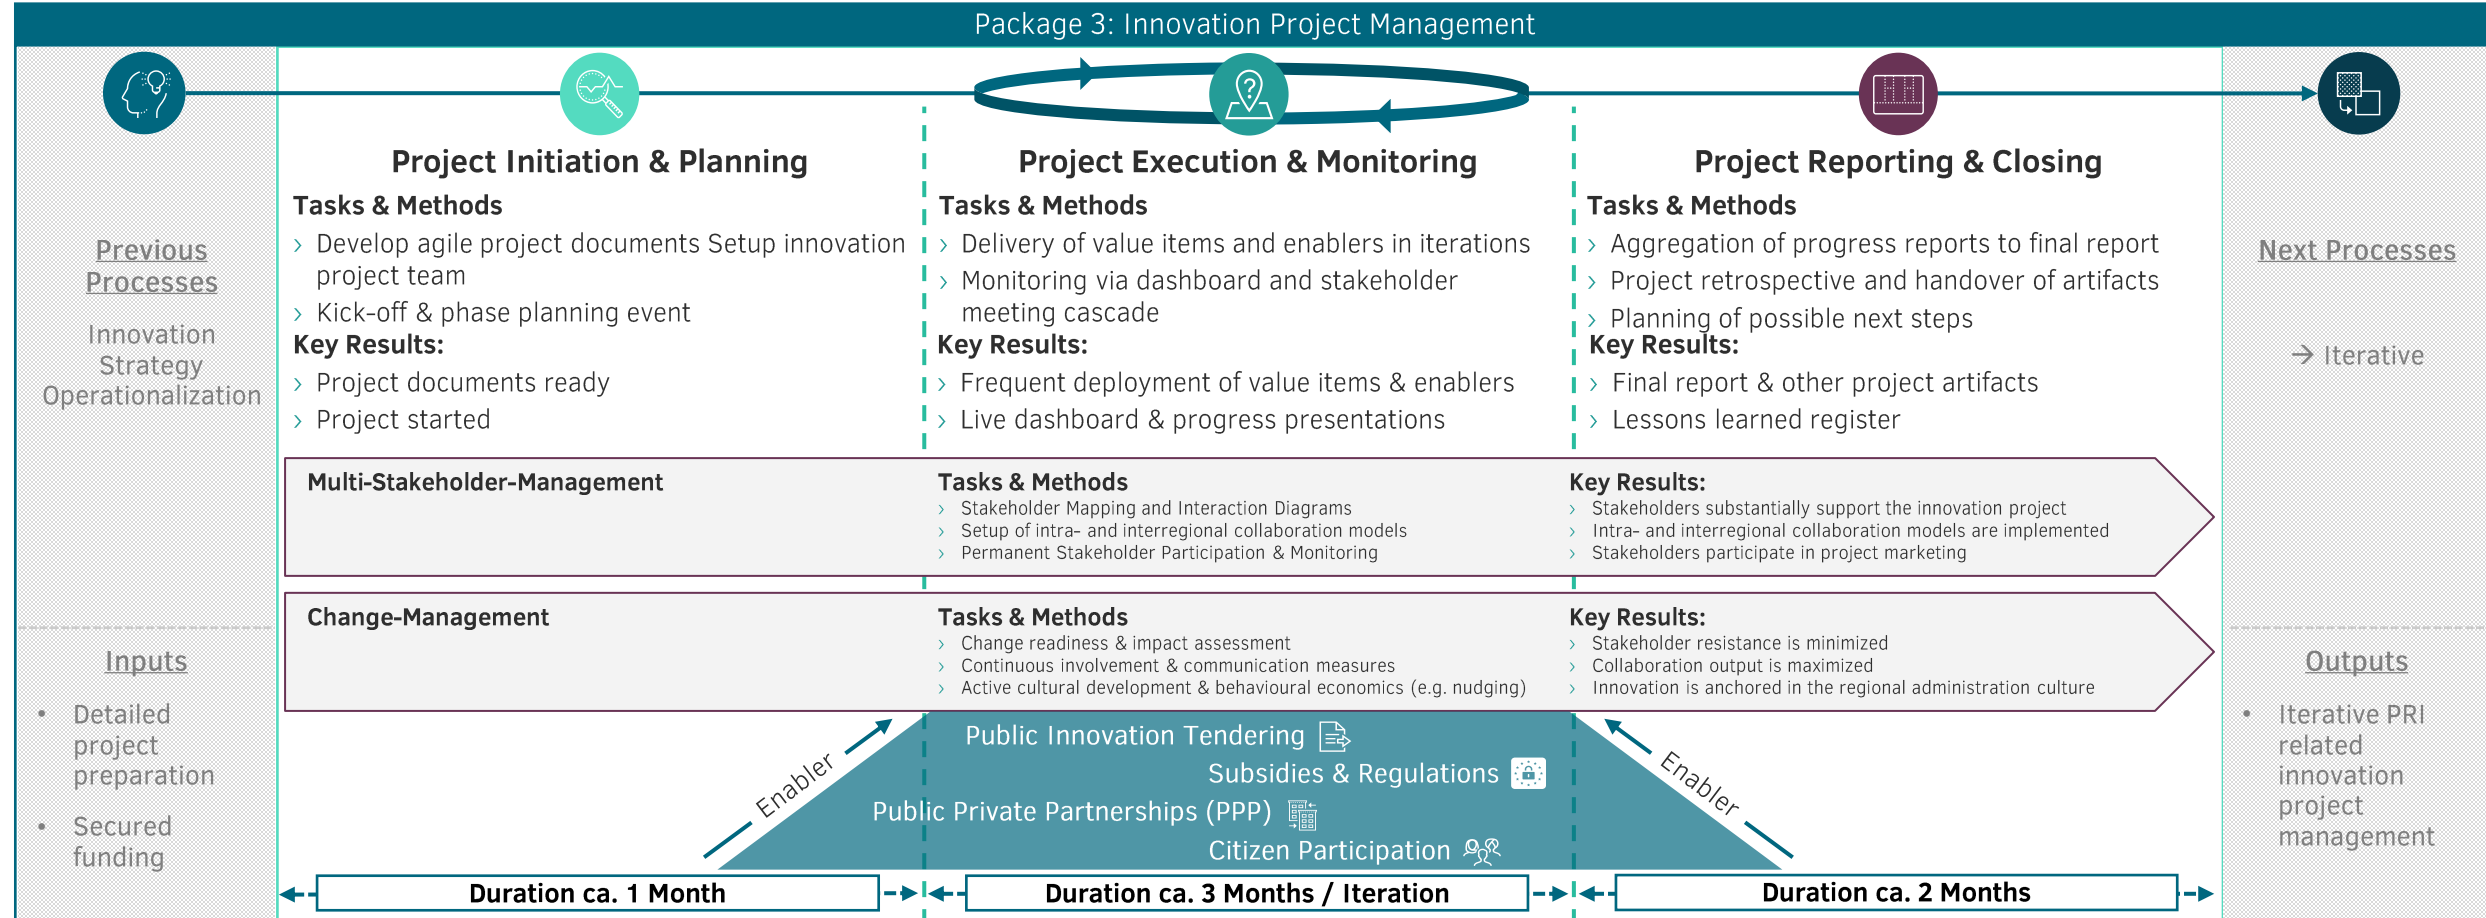 Package 3: Innovation Project Management
Previous
Processes
Innovation
Strategy
Operationalization
Inputs
• Detailed
project
preparation
• Secured
funding
Project Initiation & Planning
Tasks & Methods
› Develop agile project documents Setup innovation
project team
› Kick-off & phase planning event
Key Results:
› Project documents ready
› Project started
Project Execution & Monitoring
Tasks & Methods
› Delivery of value items and enablers in iterations
› Monitoring via dashboard and stakeholder
meeting cascade
Key Results:
› Frequent deployment of value items & enablers
› Live dashboard & progress presentations
Project Reporting & Closing
Tasks & Methods
› Aggregation of progress reports to final report
› Project retrospective and handover of artifacts
› Planning of possible next steps
Key Results:
› Final report & other project artifacts
› Lessons learned register
Next Processes
→ Iterative
Outputs
• Iterative PRI
related
innovation
project
management
Multi-Stakeholder-Management
Tasks & Methods
› Stakeholder Mapping and Interaction Diagrams
› Setup of intra- and interregional collaboration models
› Permanent Stakeholder Participation & Monitoring
Key Results:
› Stakeholders substantially support the innovation project
› Intra- and interregional collaboration models are implemented
› Stakeholders participate in project marketing
Change-Management
Tasks & Methods
› Change readiness & impact assessment
› Continuous involvement & communication measures
› Active cultural development & behavioural economics (e.g. nudging)
Key Results:
› Stakeholder resistance is minimized
› Collaboration output is maximized
› Innovation is anchored in the regional administration culture
Enabler
Public Innovation Tendering
Subsidies & Regulations
Public Private Partnerships (PPP)
Citizen Participation
Enabler
Duration ca. 1 Month
Duration ca. 3 Months / Iteration
Duration ca. 2 Months